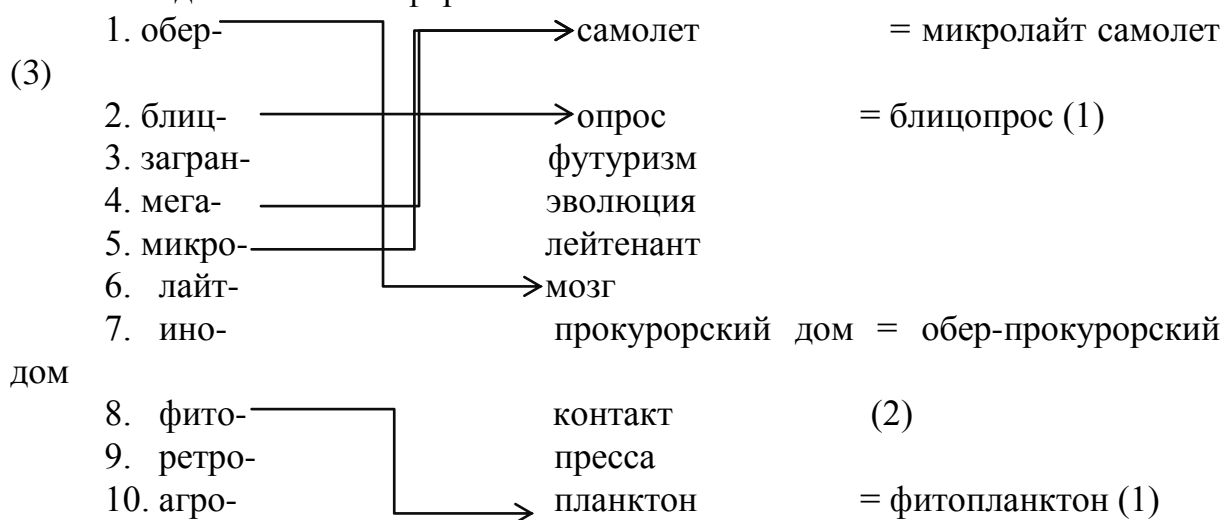 1. обер- самолет = микролайт самолет
(3)
2. блиц- опрос = блицопрос (1)
3. загран- футуризм
4. мега- эволюция
5. микро- лейтенант
6. лайт- мозг
7. ино- прокурорский дом = обер-прокурорский
дом
8. фито- контакт (2)
9. ретро- пресса
10. агро- планктон = фитопланктон (1)